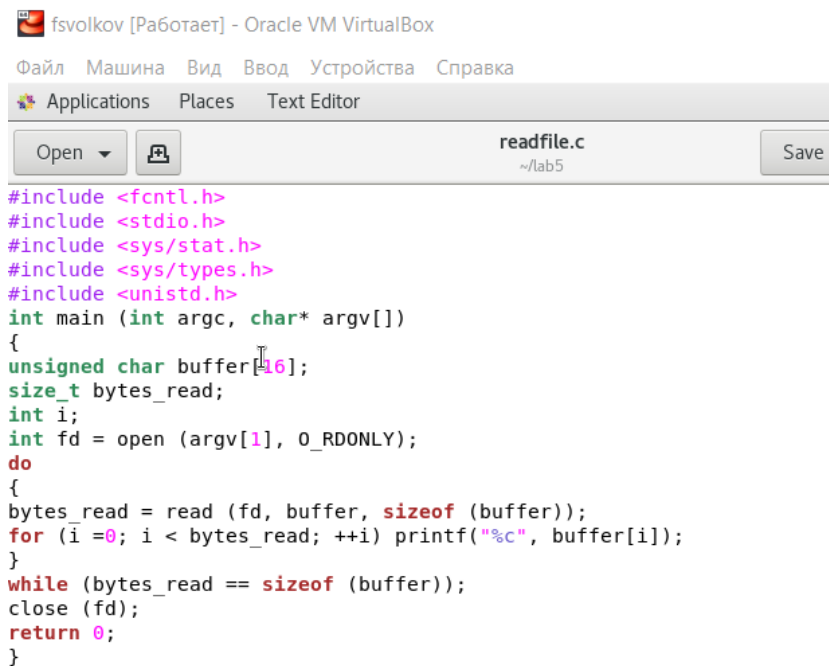 fsvolkov [Работает] - Oracle VM VirtualBox
Файл Машина Вид Ввод Устройства Справка
Applications Places Text Editor
Open readfile.c Save
~/lab5
#include <fcntl.h>
#include <stdio.h>
#include <sys/stat.h>
#include <sys/types.h>
#include <unistd.h>
int main (int argc, char* argv[])
{
unsigned char buffer[16];
size_t bytes_read;
int i;
int fd = open (argv[1], O_RDONLY);
do
{
bytes_read = read (fd, buffer, sizeof (buffer));
for (i =0; i < bytes_read; ++i) printf("%c", buffer[i]);
}
while (bytes_read == sizeof (buffer));
close (fd);
return 0;
}